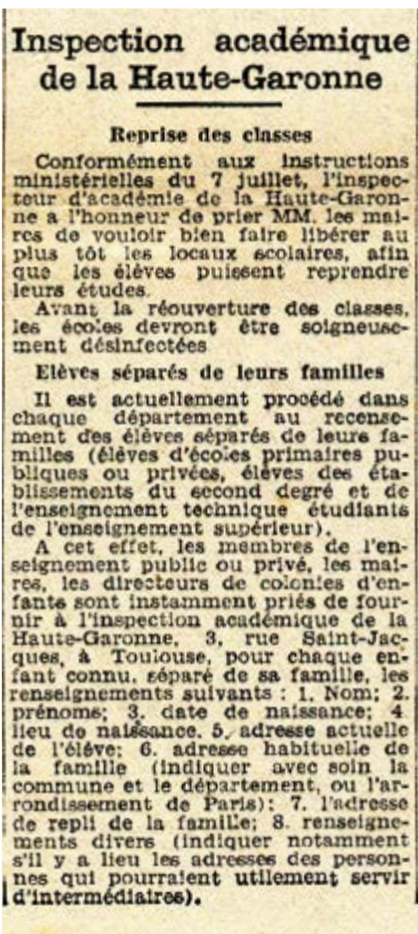 Inspection académique
de la Haute-Garonne
Reprise des classes
Conformément aux instructions
ministérielles du 7 juillet, l'inspec-
teur d'académie de la Haute-Garon-
ne a l'honneur de prier MM. les mai-
res de vouloir bien faire libérer au
plus tôt les locaux scolaires, afin
que les élèves puissent reprendre
leurs études.
Avant la réouverture des classes,
les écoles devront être soigneuse-
ment désinfectées
Elèves séparés de leurs familles
Il est actuellement procédé dans
chaque département au recense-
ment des élèves séparés de leurs fa-
milles (élèves d'écoles primaires pu-
bliques ou privées, élèves des éta-
blissements du second degré et de
l'enseignement technique étudiants
de l'enseignement supérieur).
A cet effet, les membres de l'en-
seignement public ou privé, les mai-
res, les directeurs de colonies d'en-
fants sont instamment priés de four-
nir à l'inspection académique de la
Haute-Garonne, 3, rue Saint-Jac-
ques, à Toulouse, pour chaque en-
fant connu, séparé de sa famille, les
renseignements suivants : 1. Nom; 2.
prénoms; 3. date de naissance; 4.
lieu de naissance. 5. adresse actuelle
de l'élève; 6. adresse habituelle de
la famille (indiquer avec soin la
commune et le département, ou l'ar-
rondissement de Paris); 7. l'adresse
de repli de la famille; 8. renseigne-
ments divers (indiquer notamment
s'il y a lieu les adresses des person-
nes qui pourraient utilement servir
d'intermédiaires).